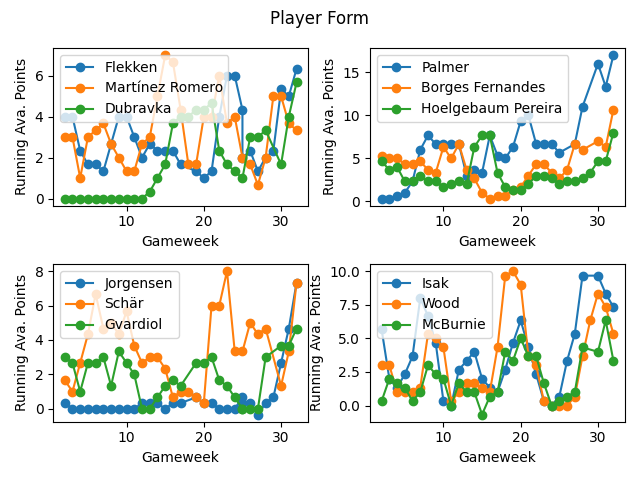 Player Form
Running Ava. Points
6
4
2
0
Flekken
Martínez Romero
Dubravka
10
20
30
Gameweek
Running Ava. Points
15
10
5
0
Palmer
Borges Fernandes
Hoelgebaum Pereira
10
20
30
Gameweek
Running Ava. Points
8
6
4
2
0
Jorgensen
Schär
Gvardiol
10
20
30
Gameweek
Running Ava. Points
10.0
7.5
5.0
2.5
0.0
Isak
Wood
McBurnie
10
20
30
Gameweek